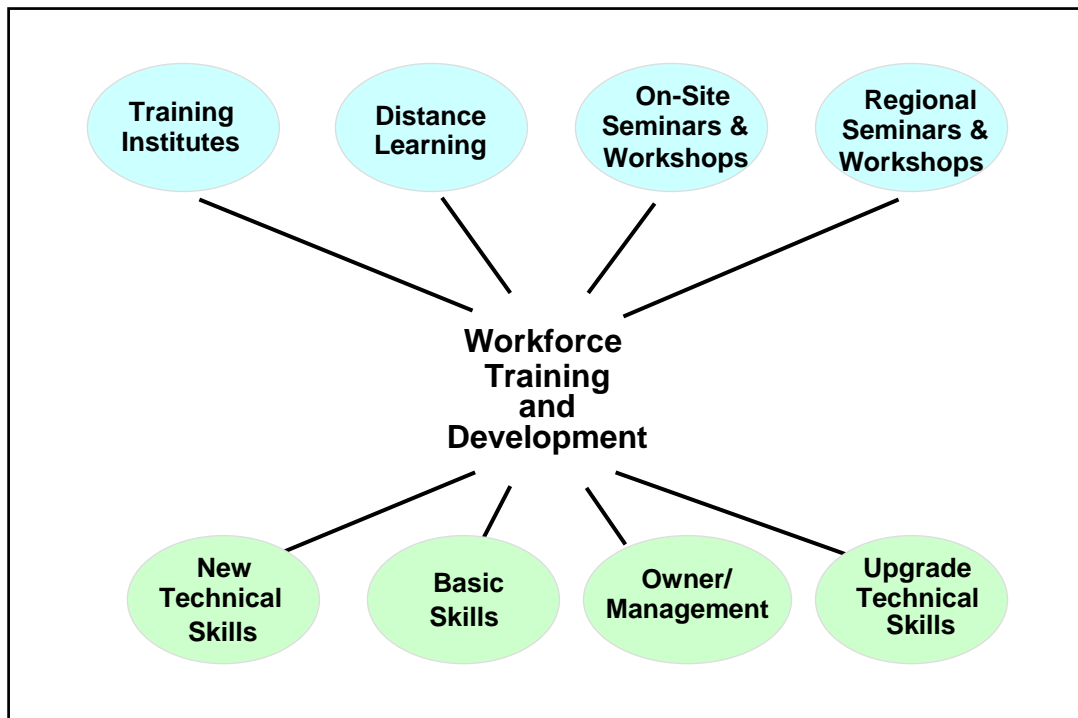 Training
Institutes
Distance
Learning
On-Site
Seminars &
Workshops
Regional
Seminars &
Workshops
Workforce
Training
and
Development
New
Technical
Skills
Basic
Skills
Owner/
Management
Upgrade
Technical
Skills